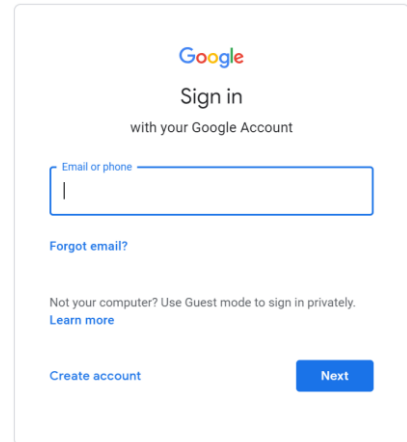 Google
Sign in
with your Google Account
Email or phone
Forgot email?
Not your computer? Use Guest mode to sign in privately.
Learn more
Create account
Next